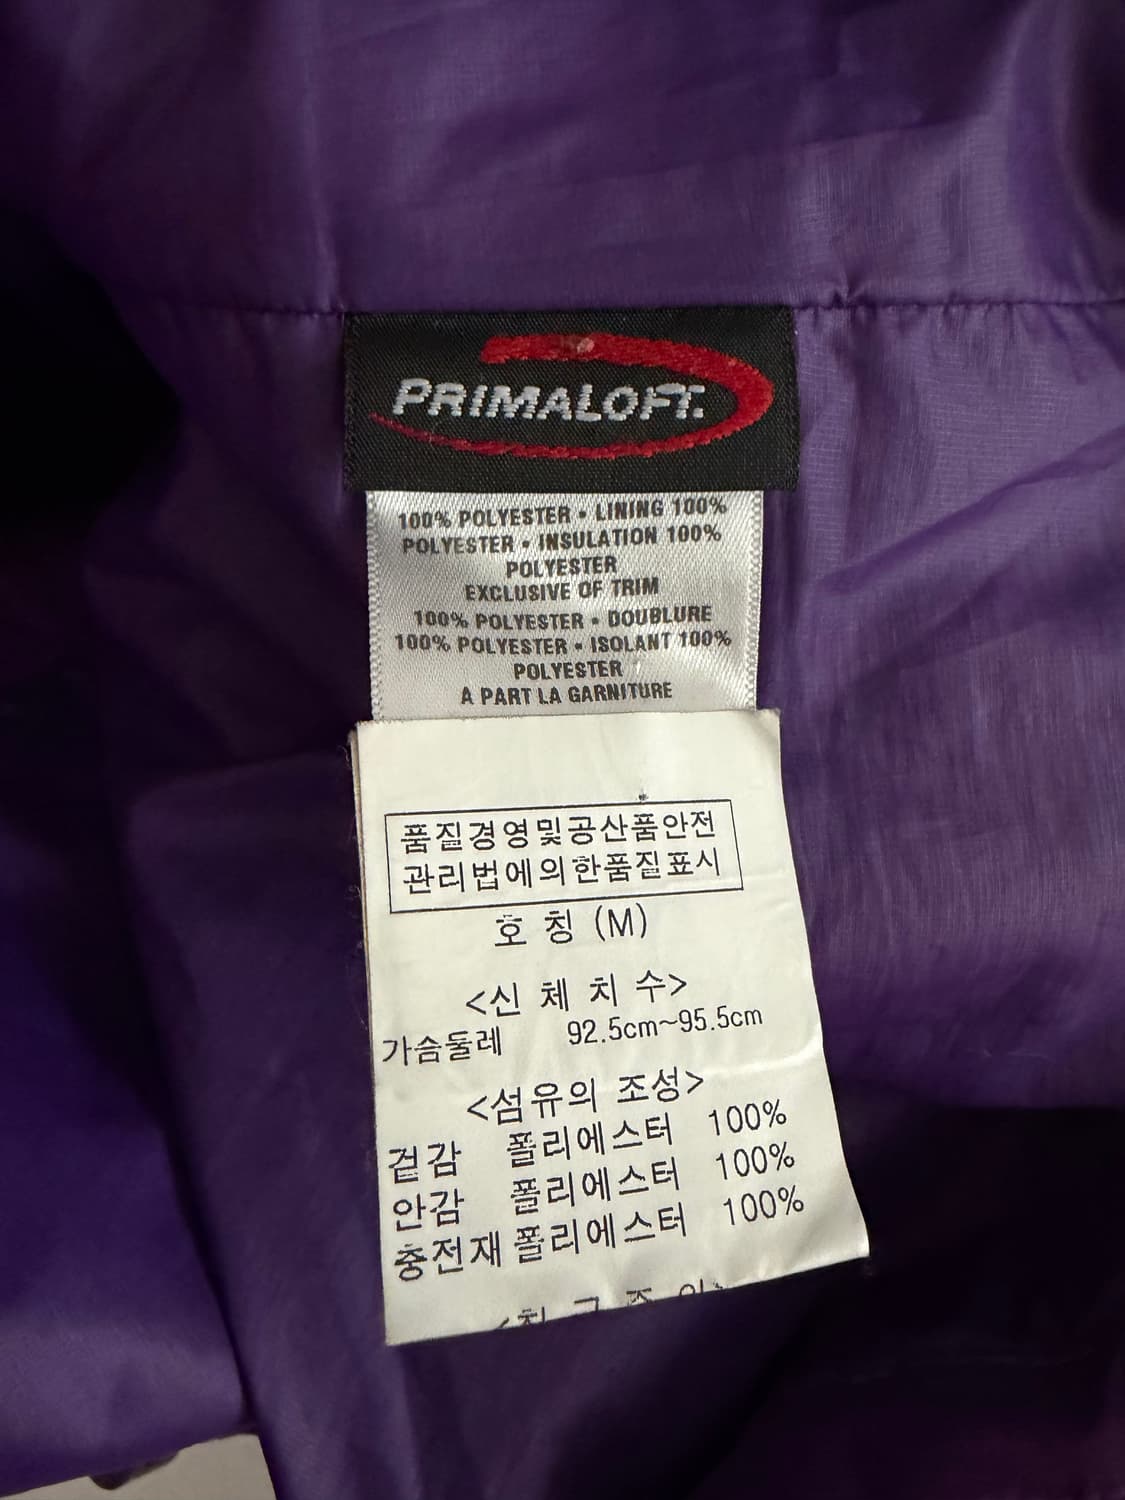 PRIMALOFT.
100% POLYESTER • LINING 100%
POLYESTER • INSULATION 100%
POLYESTER
EXCLUSIVE OF TRIM
100% POLYESTER • DOUBLURE
100% POLYESTER • ISOLANT 100%
POLYESTER
A PART LA GARNITURE
품질경영및공산품안전
관리법에의한품질표시
호 칭 (M)
<신 체 치 수>
가슴둘레 92.5cm~95.5cm
<섬유의 조성>
겉감 폴리에스터 100%
안감 폴리에스터 100%
충전재 폴리에스터 100%